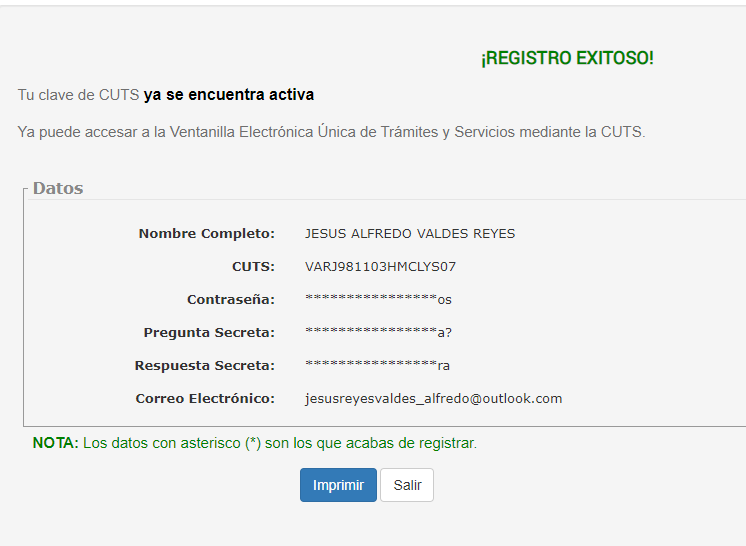 ¡REGISTRO EXITOSO!
Tu clave de CUTS ya se encuentra activa
Ya puede accesar a la Ventanilla Electrónica Única de Trámites y Servicios mediante la CUTS.
Datos
Nombre Completo: JESUS ALFREDO VALDES REYES
CUTS: VARJ981103HMCLYS07
Contraseña: ****************os
Pregunta Secreta: ****************a?
Respuesta Secreta: ****************ra
Correo Electrónico: jesusreyesvaldes_alfredo@outlook.com
NOTA: Los datos con asterisco (*) son los que acabas de registrar.
Imprimir Salir